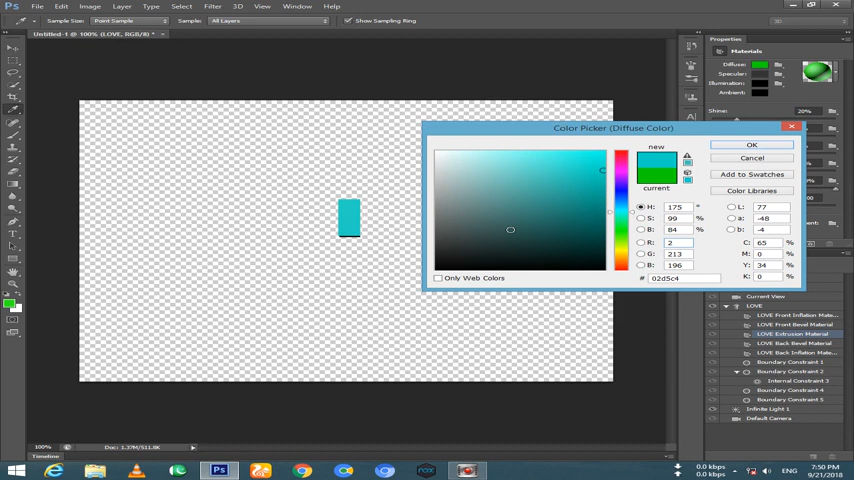 Ps File Edit Image Layer Type Select Filter 3D View Window Help
Sample Size: Point Sample Sample: All Layers Show Sampling Ring 3D
Untitled-1 @ 100% (LOVE, RGB/8) *
Properties
Materials
Diffuse:
Specular:
Illumination:
Ambient:
Shine: 20%
Color Picker (Diffuse Color)
new
current
OK
Cancel
Add to Swatches
Color Libraries
H: 175 °
S: 99 %
B: 84 %
R: 2
G: 213
B: 196
L: 77
a: -48
b: -4
C: 65 %
M: 0 %
Y: 34 %
K: 0 %
# 02d5c4
Only Web Colors
Current View
LOVE
LOVE Front Inflation Mate...
LOVE Front Bevel Material
LOVE Extrusion Material
LOVE Back Bevel Material
LOVE Back Inflation Mate...
Boundary Constraint 1
Boundary Constraint 2
Internal Constraint 3
Boundary Constraint 4
Boundary Constraint 5
Infinite Light 1
Default Camera
100% Doc: 1.37M/511.8K
Timeline
Ps
nox
0.0 kbps
0.0 kbps
ENG
7:50 PM
9/21/2018